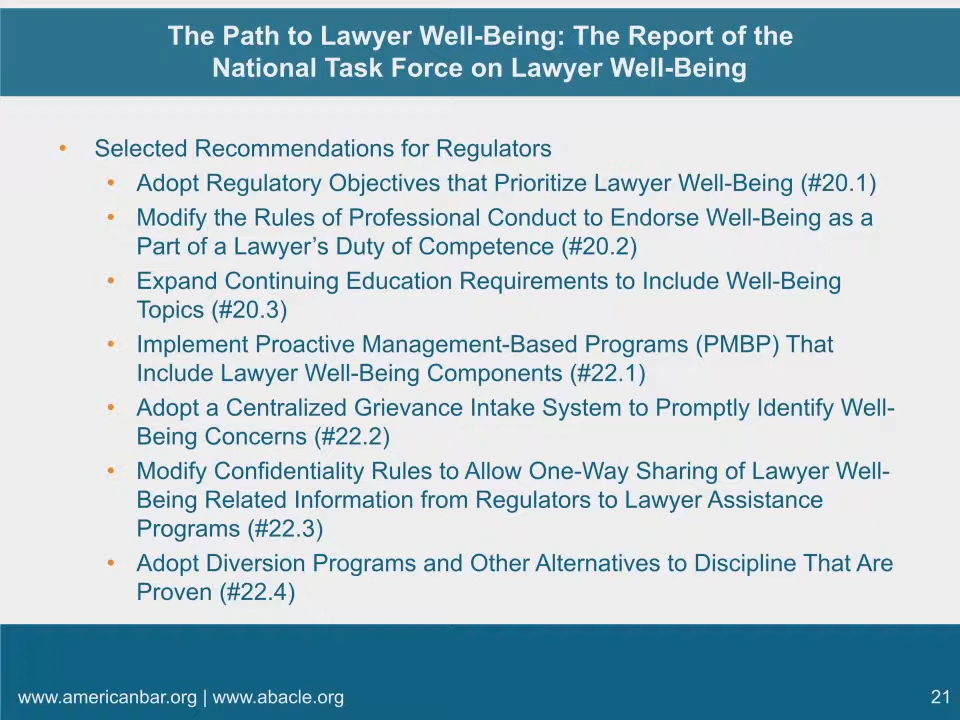 The Path to Lawyer Well-Being: The Report of the
National Task Force on Lawyer Well-Being
• Selected Recommendations for Regulators
• Adopt Regulatory Objectives that Prioritize Lawyer Well-Being (#20.1)
• Modify the Rules of Professional Conduct to Endorse Well-Being as a
Part of a Lawyer’s Duty of Competence (#20.2)
• Expand Continuing Education Requirements to Include Well-Being
Topics (#20.3)
• Implement Proactive Management-Based Programs (PMBP) That
Include Lawyer Well-Being Components (#22.1)
• Adopt a Centralized Grievance Intake System to Promptly Identify Well-
Being Concerns (#22.2)
• Modify Confidentiality Rules to Allow One-Way Sharing of Lawyer Well-
Being Related Information from Regulators to Lawyer Assistance
Programs (#22.3)
• Adopt Diversion Programs and Other Alternatives to Discipline That Are
Proven (#22.4)
www.americanbar.org | www.abacle.org
21